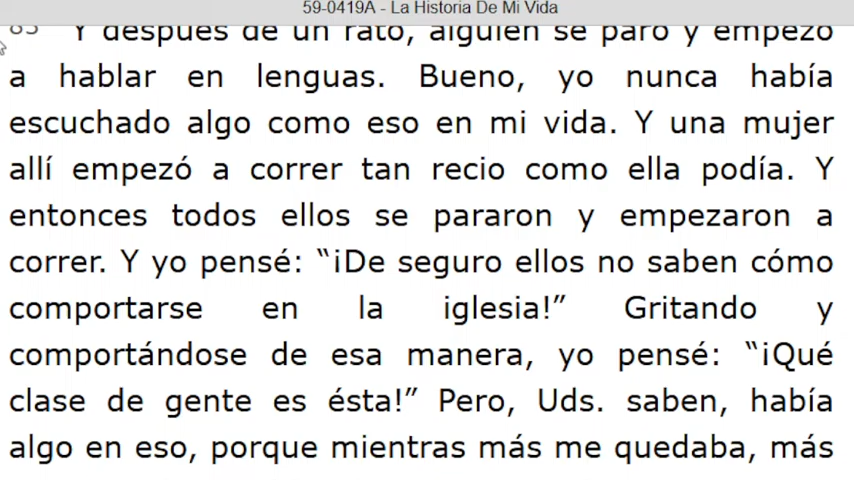 59-0419A - La Historia De Mi Vida
85 Y después de un rato, alguien se paró y empezó
a hablar en lenguas. Bueno, yo nunca había
escuchado algo como eso en mi vida. Y una mujer
allí empezó a correr tan recio como ella podía. Y
entonces todos ellos se pararon y empezaron a
correr. Y yo pensé: “¡De seguro ellos no saben cómo
comportarse en la iglesia!” Gritando y
comportándose de esa manera, yo pensé: “¡Qué
clase de gente es ésta!” Pero, Uds. saben, había
algo en eso, porque mientras más me quedaba, más